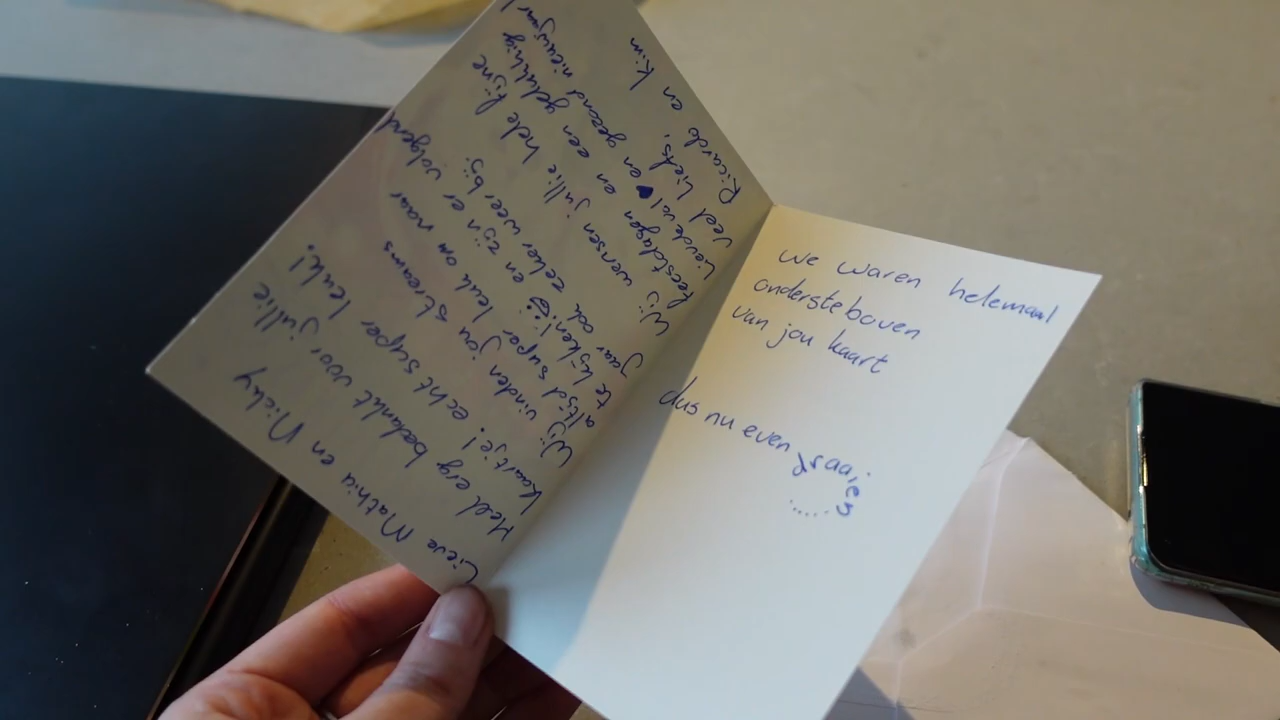 we waren helemaal
ondersteboven
van jou kaart
dus nu even draaien
.....
Lieve Mathia en Nicky
Heel erg bedankt voor jullie
kaartje! echt super leuk!
Wij vinden jou streams
altijd super leuk om naar
te kijken! en zijn er volgend
jaar ook zeker weer bij.
Wij wensen jullie hele fijne
feestdagen en een gelukkig
liefdevol ♥ en gezond nieuwjaar!
veel liefs,
Ricardo en Kim